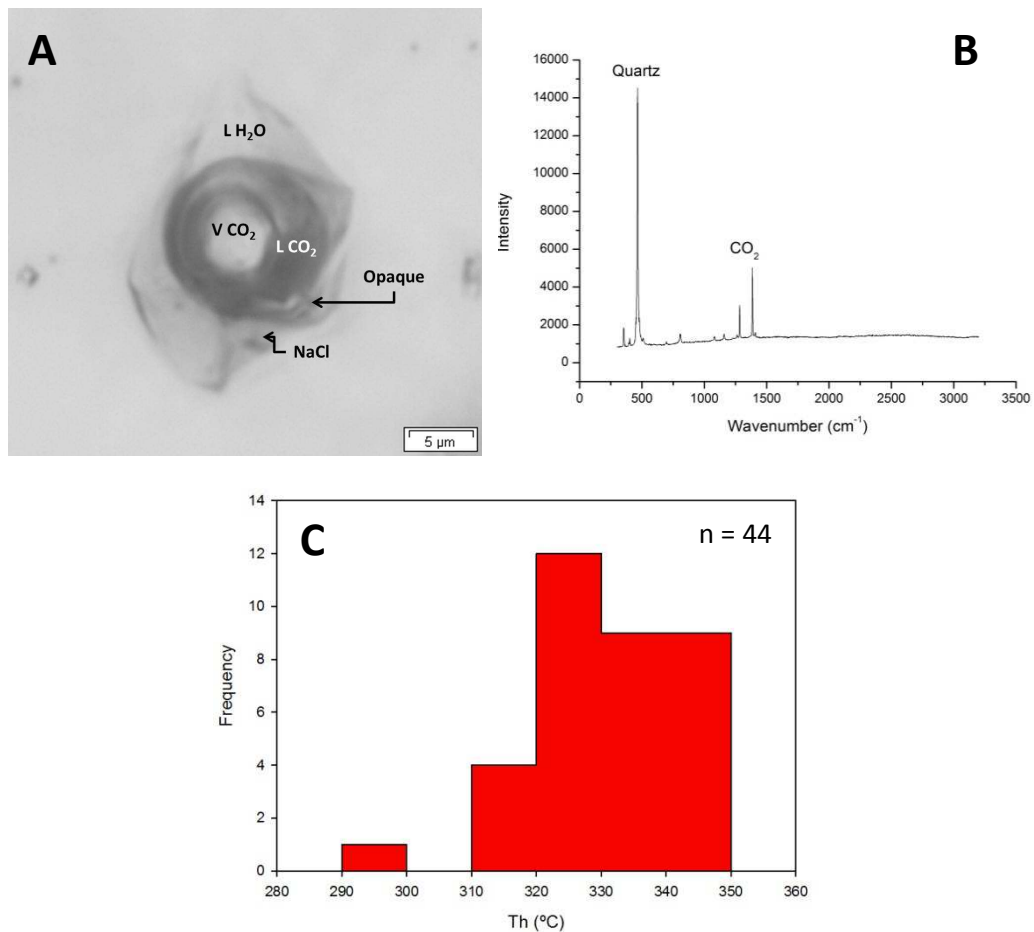 A
L H₂O
V CO₂
L CO₂
Opaque
NaCl
5 µm
B
Quartz
CO₂
Intensity
16000
14000
12000
10000
8000
6000
4000
2000
0
0 500 1000 1500 2000 2500 3000 3500
Wavenumber (cm⁻¹)
C
n = 44
Frequency
14
12
10
8
6
4
2
0
280 290 300 310 320 330 340 350 360
Th (ºC)